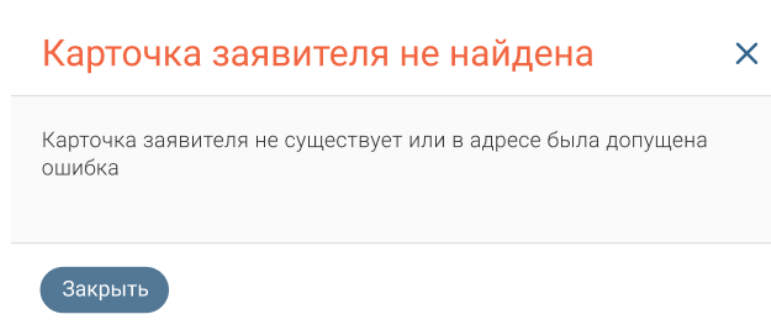 Карточка заявителя не найдена
Карточка заявителя не существует или в адресе была допущена
ошибка
Закрыть